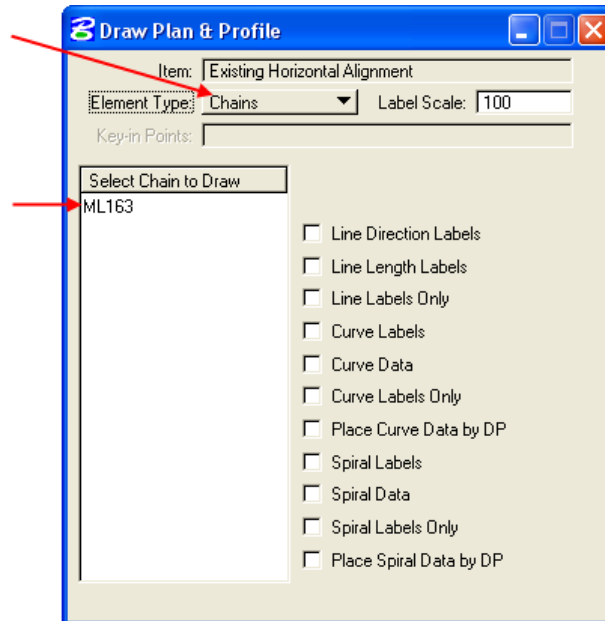 Draw Plan & Profile
Item: Existing Horizontal Alignment
Element Type: Chains Label Scale: 100
Key-in Points:
Select Chain to Draw
ML163
Line Direction Labels
Line Length Labels
Line Labels Only
Curve Labels
Curve Data
Curve Labels Only
Place Curve Data by DP
Spiral Labels
Spiral Data
Spiral Labels Only
Place Spiral Data by DP